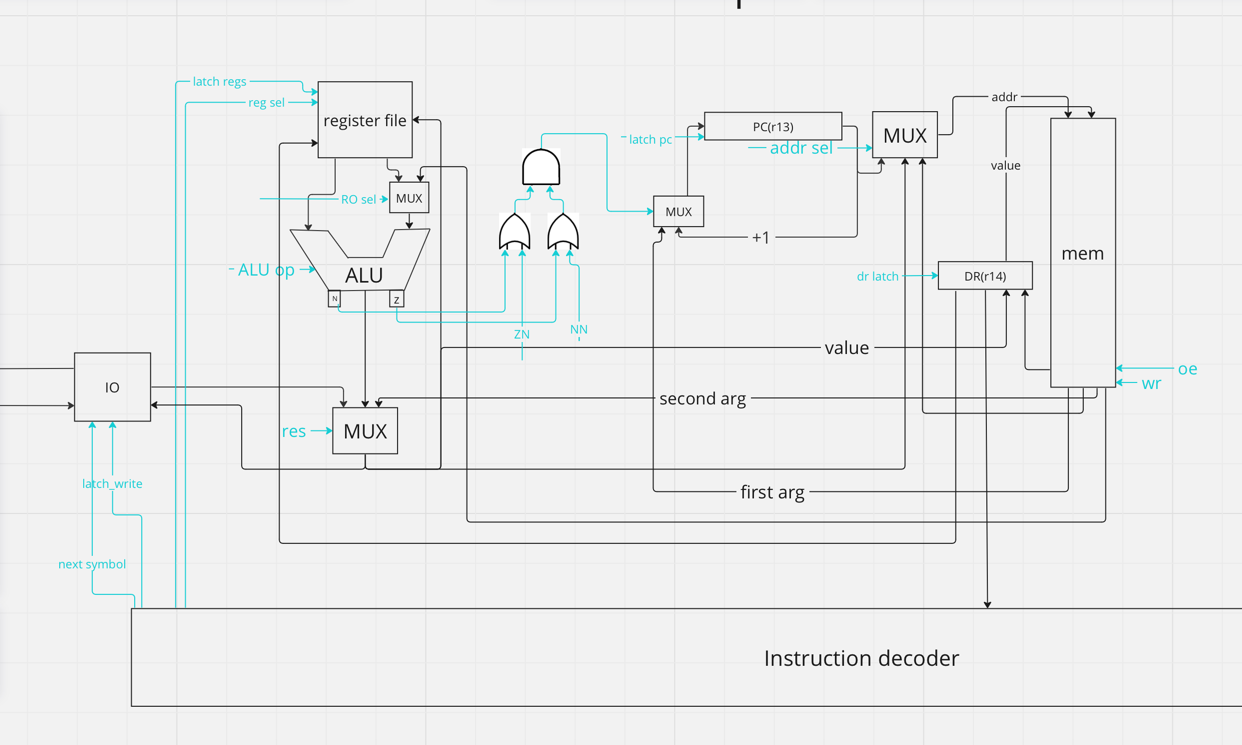 latch regs
reg sel
register file
RO sel
MUX
ALU op
ALU
N
Z
ZN
NN
latch pc
PC(r13)
addr sel
MUX
addr
value
MUX
+1
mem
dr latch
DR(r14)
value
oe
wr
IO
second arg
res
MUX
first arg
latch_write
next symbol
Instruction decoder